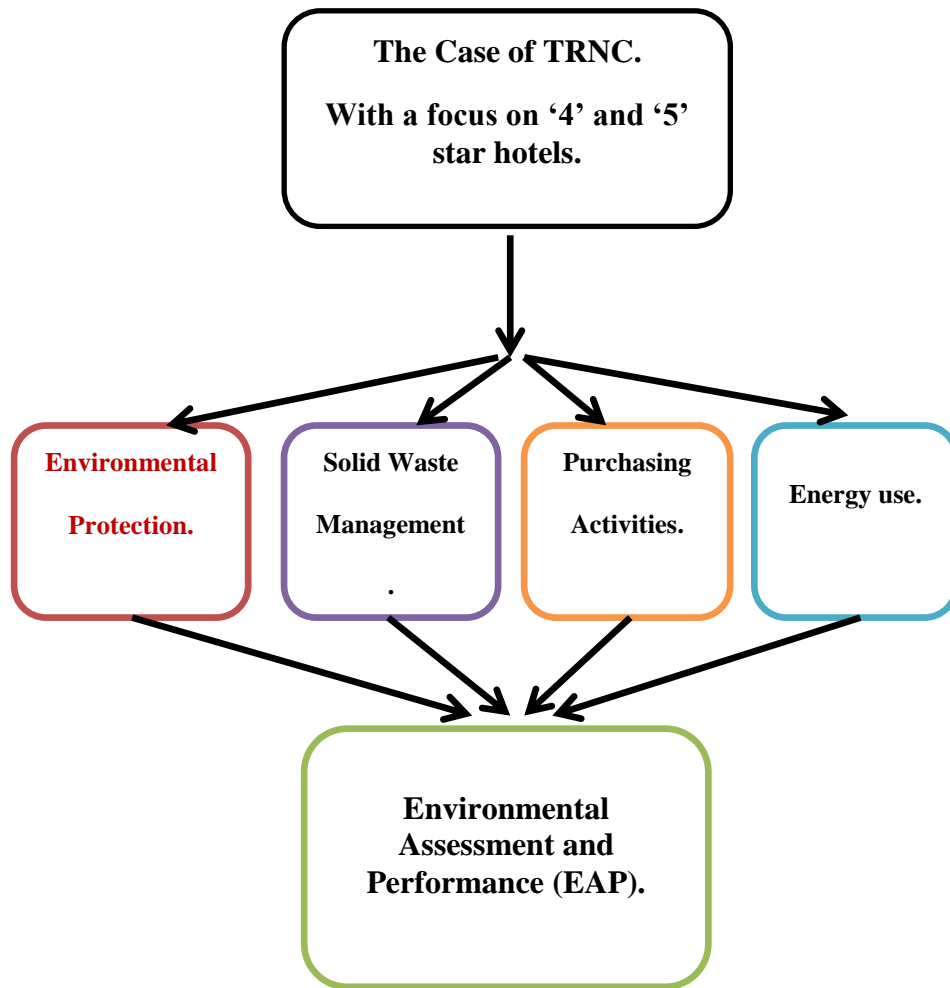 The Case of TRNC.
With a focus on ‘4’ and ‘5’
star hotels.
Environmental
Protection.
Solid Waste
Management
.
Purchasing
Activities.
Energy use.
Environmental
Assessment and
Performance (EAP).